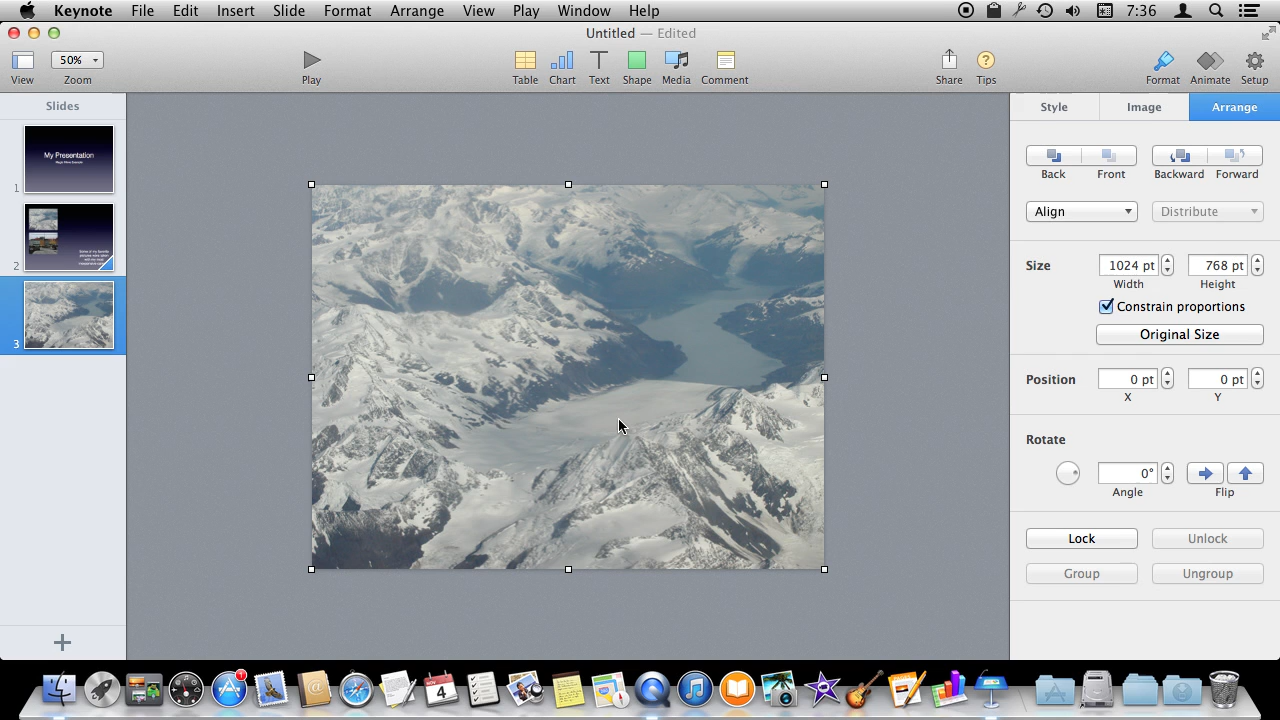 Keynote File Edit Insert Slide Format Arrange View Play Window Help 7:36
Untitled — Edited
50%
View Zoom Play Table Chart Text Shape Media Comment Share Tips Format Animate Setup
Slides
Style Image Arrange
My Presentation
1
2
3
Back Front Backward Forward
Align Distribute
Size 1024 pt 768 pt
Width Height
Constrain proportions
Original Size
Position 0 pt 0 pt
X Y
Rotate
0°
Angle Flip
Lock Unlock
Group Ungroup
+
NOV
4
1